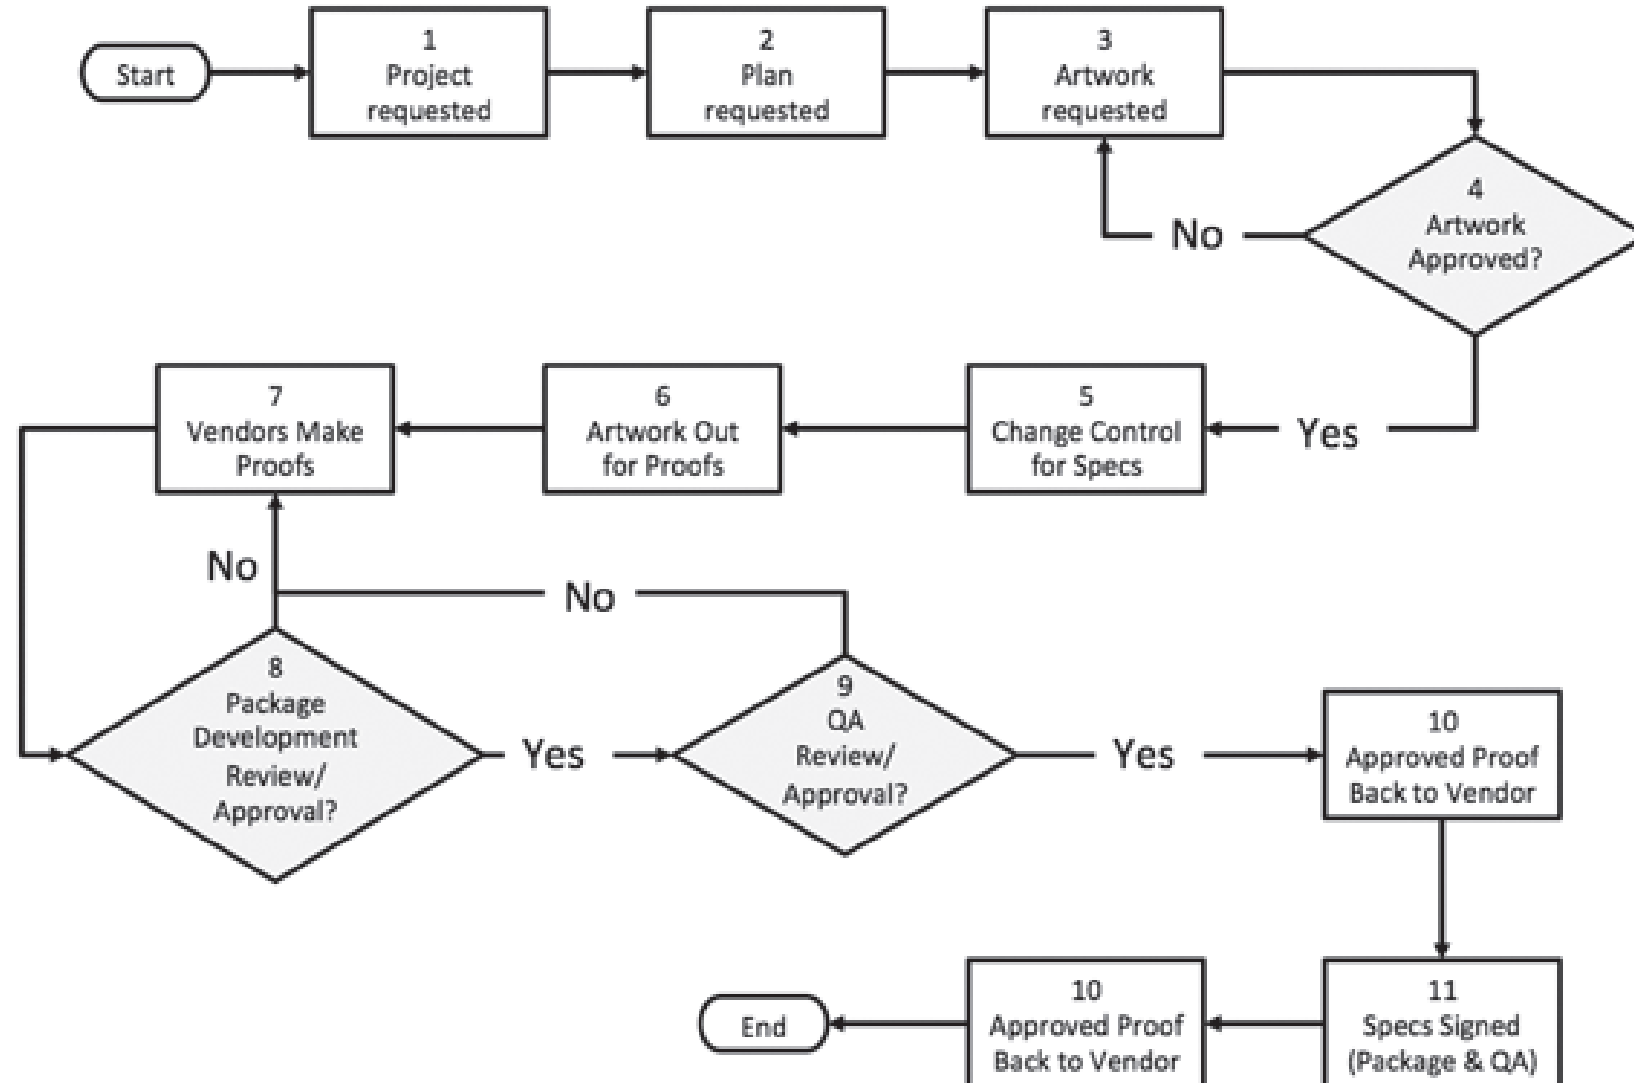 Start
1
Project
requested
2
Plan
requested
3
Artwork
requested
4
Artwork
Approved?
No
Yes
5
Change Control
for Specs
6
Artwork Out
for Proofs
7
Vendors Make
Proofs
No
No
8
Package
Development
Review/
Approval?
Yes
9
QA
Review/
Approval?
Yes
10
Approved Proof
Back to Vendor
11
Specs Signed
(Package & QA)
10
Approved Proof
Back to Vendor
End